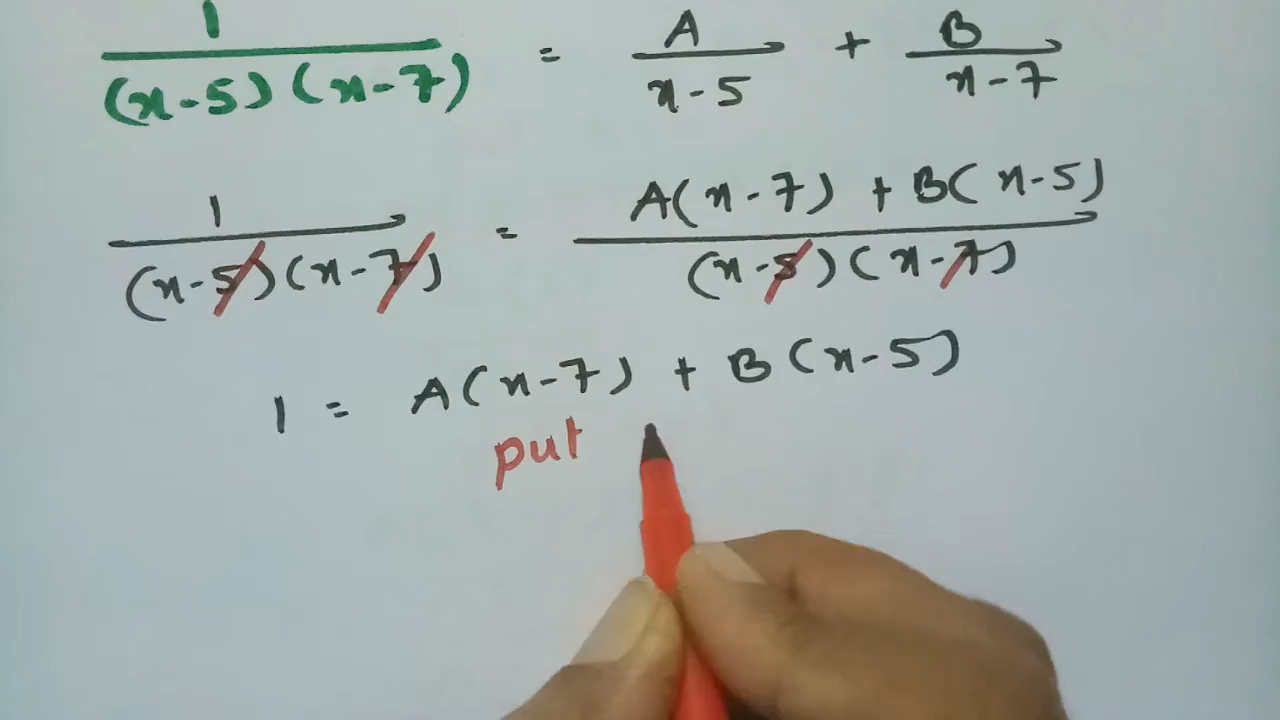 1/((x-5)(x-7)) = A/(x-5) + B/(x-7)
1/((x-5)(x-7)) = (A(x-7) + B(x-5))/((x-5)(x-7))
1 = A(x-7) + B(x-5)
put